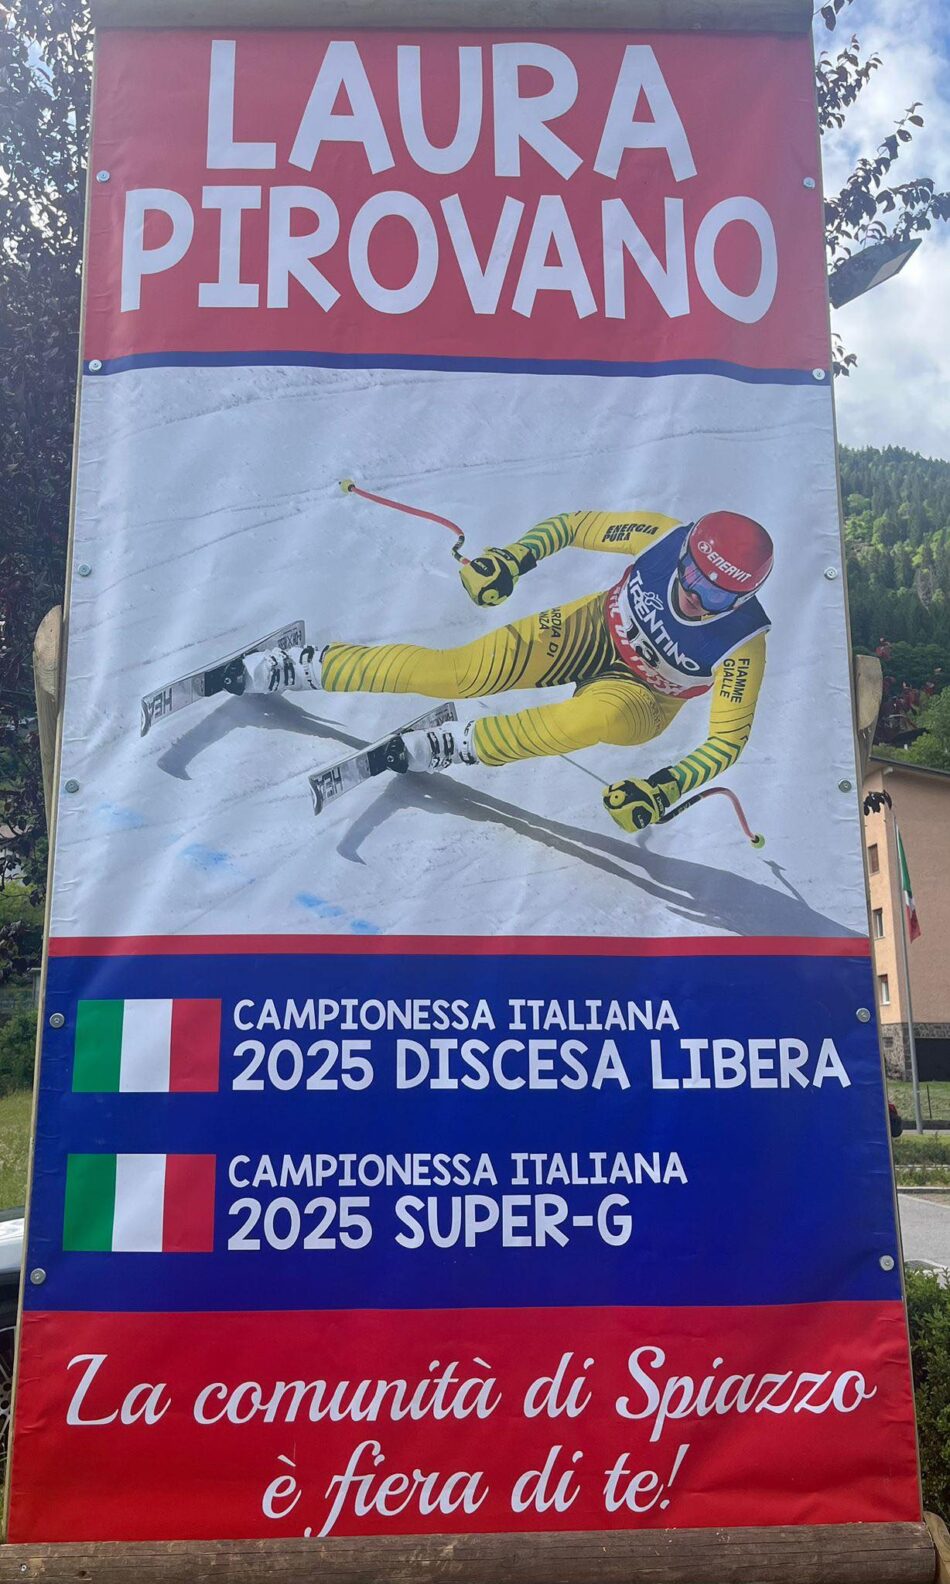 LAURA
PIROVANO
ENERGIA
PURA
ENERVIT
TRENTINO
FIAMME
GIALLE
HEAD
CAMPIONESSA ITALIANA
2025 DISCESA LIBERA
CAMPIONESSA ITALIANA
2025 SUPER-G
La comunità di Spiazzo
è fiera di te!